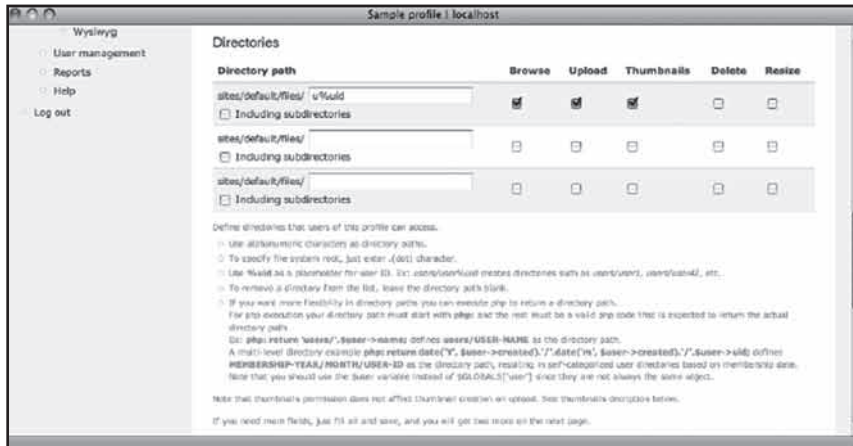 Sample profile | localhost
Wysiwyg
User management
Reports
Help
Log out
Directories
Directory path Browse Upload Thumbnails Delete Resize
sites/default/files/ u%uid
Including subdirectories
sites/default/files/
Including subdirectories
sites/default/files/
Including subdirectories
Define directories that users of this profile can access.
Use alphanumeric characters as directory paths.
To specify file system root, just enter .(dot) character.
Use %uid as a placeholder for user ID. Ex: users/user%uid creates directories such as users/user1, users/user42, etc.
To remove a directory from the list, leave the directory path blank.
If you want more flexibility in directory paths you can execute php to return a directory path.
For php execution your directory path must start with php: and the rest must be a valid php code that is expected to return the actual
directory path.
Ex: php: return 'users/'.$user->name; defines users/USER-NAME as the directory path.
A multi-level directory example php: return date('Y', $user->created).'/'.date('m', $user->created).'/'.$user->uid; defines
MEMBERSHIP-YEAR/MONTH/USER-ID as the directory path, resulting in self-categorized user directories based on membership date.
Note that you should use the $user variable instead of $GLOBALS['user'] since they are not always the same object.
Note that thumbnails permission does not affect thumbnail creation on upload. See thumbnails decription below.
If you need more fields, just fill all and save, and you will get two more on the next page.